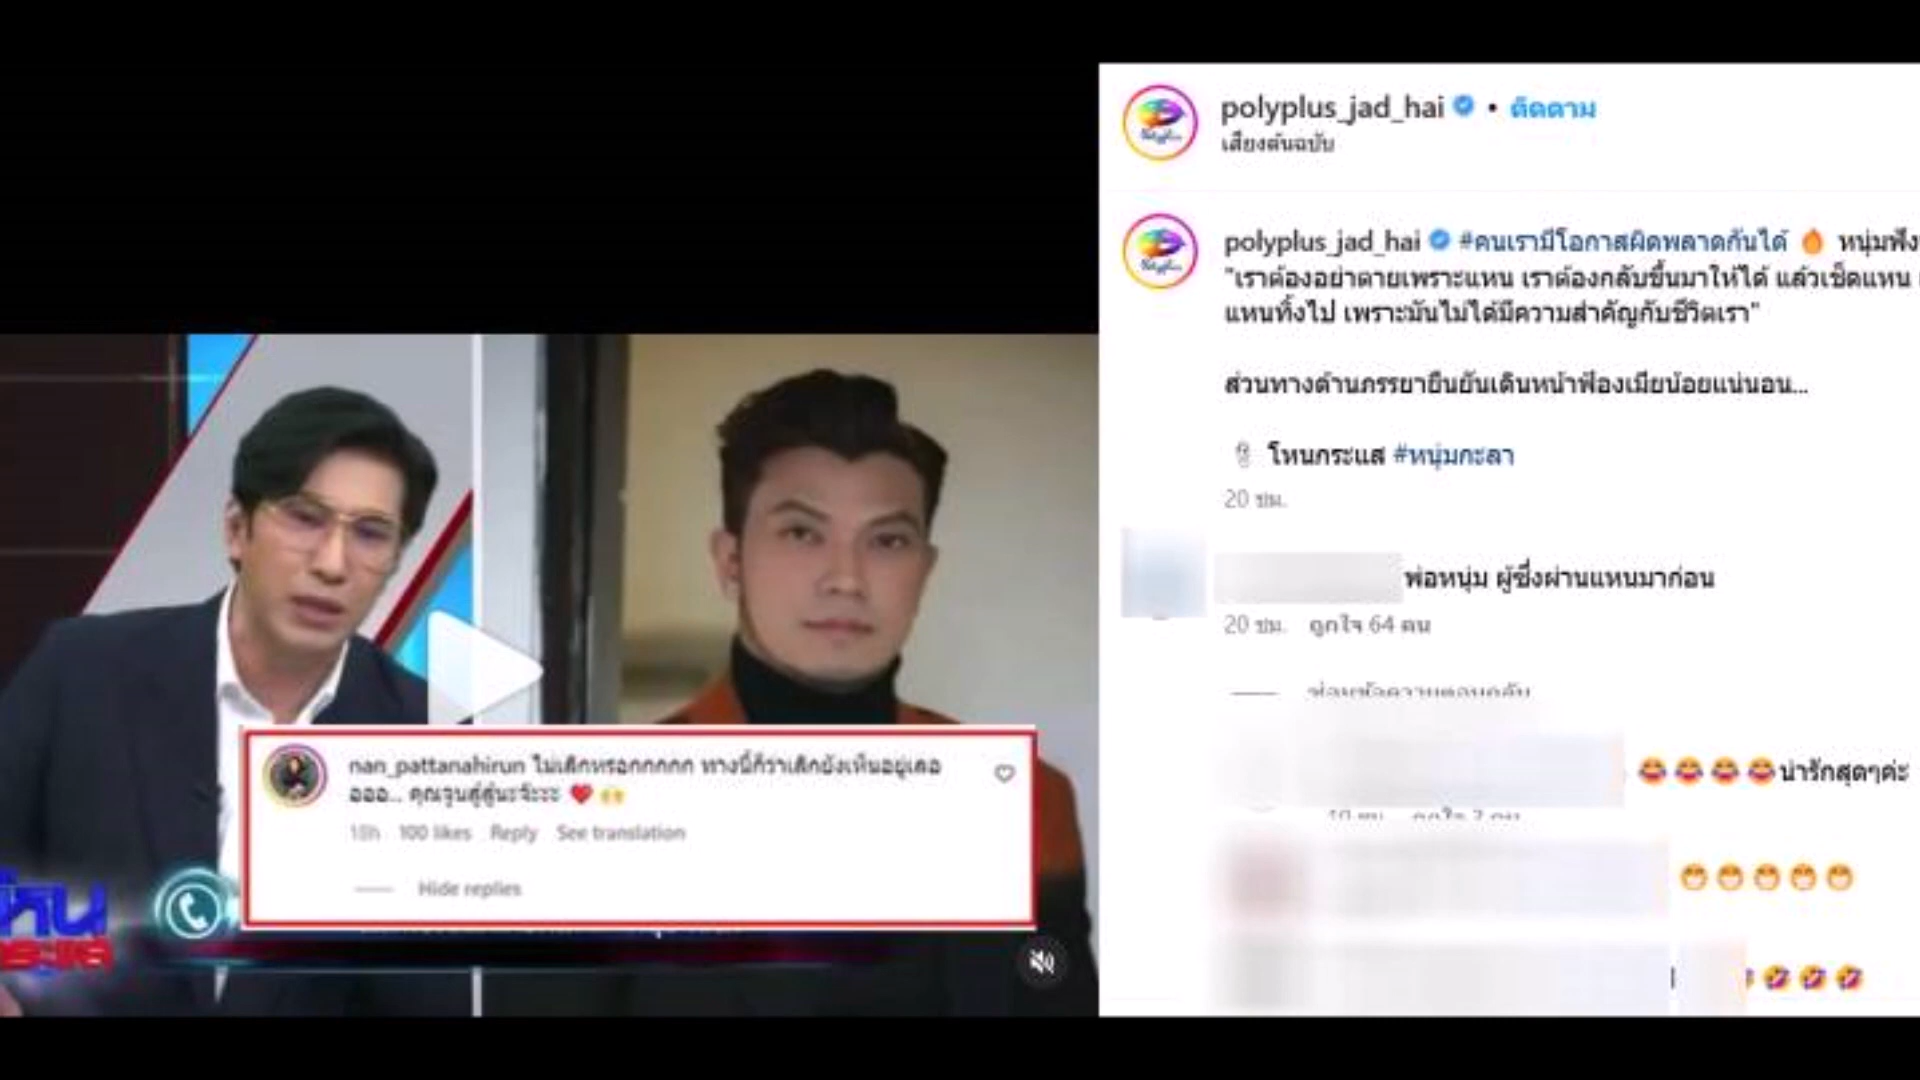 polyplus_jad_hai • ติดตาม
เสียงต้นฉบับ
polyplus_jad_hai #คนเรามีโอกาสผิดพลาดกันได้ 🔥 หนุ่มพึง
"เราต้องอย่าตายเพราะแหน เราต้องกลับขึ้นมาให้ได้ แล้วเช็ดแหน
แหนทิ้งไป เพราะมันไม่ได้มีความสำคัญกับชีวิตเรา"
ส่วนทางด้านภรรยายืนยันเดินหน้าฟ้องเมียน้อยแน่นอน...
โหนกระแส #หนุ่มกะลา
20 ชม.
พ่อหนุ่ม ผู้ซึ่งผ่านแหนมาก่อน
20 ชม. ถูกใจ 64 คน
😂😂😂😂น่ารักสุดๆค่ะ
😁😁😁😁😁
🤣🤣🤣
nan_pattanahirun ไม่เลิกหรอกกกกก ทางนี้ก็ว่าเลิกยังเห็นอยู่เลอ
อออ... คุณจูนสู้สู้นะจ๊ะะะ ❤️🙌
18h 100 likes Reply See translation
Hide replies